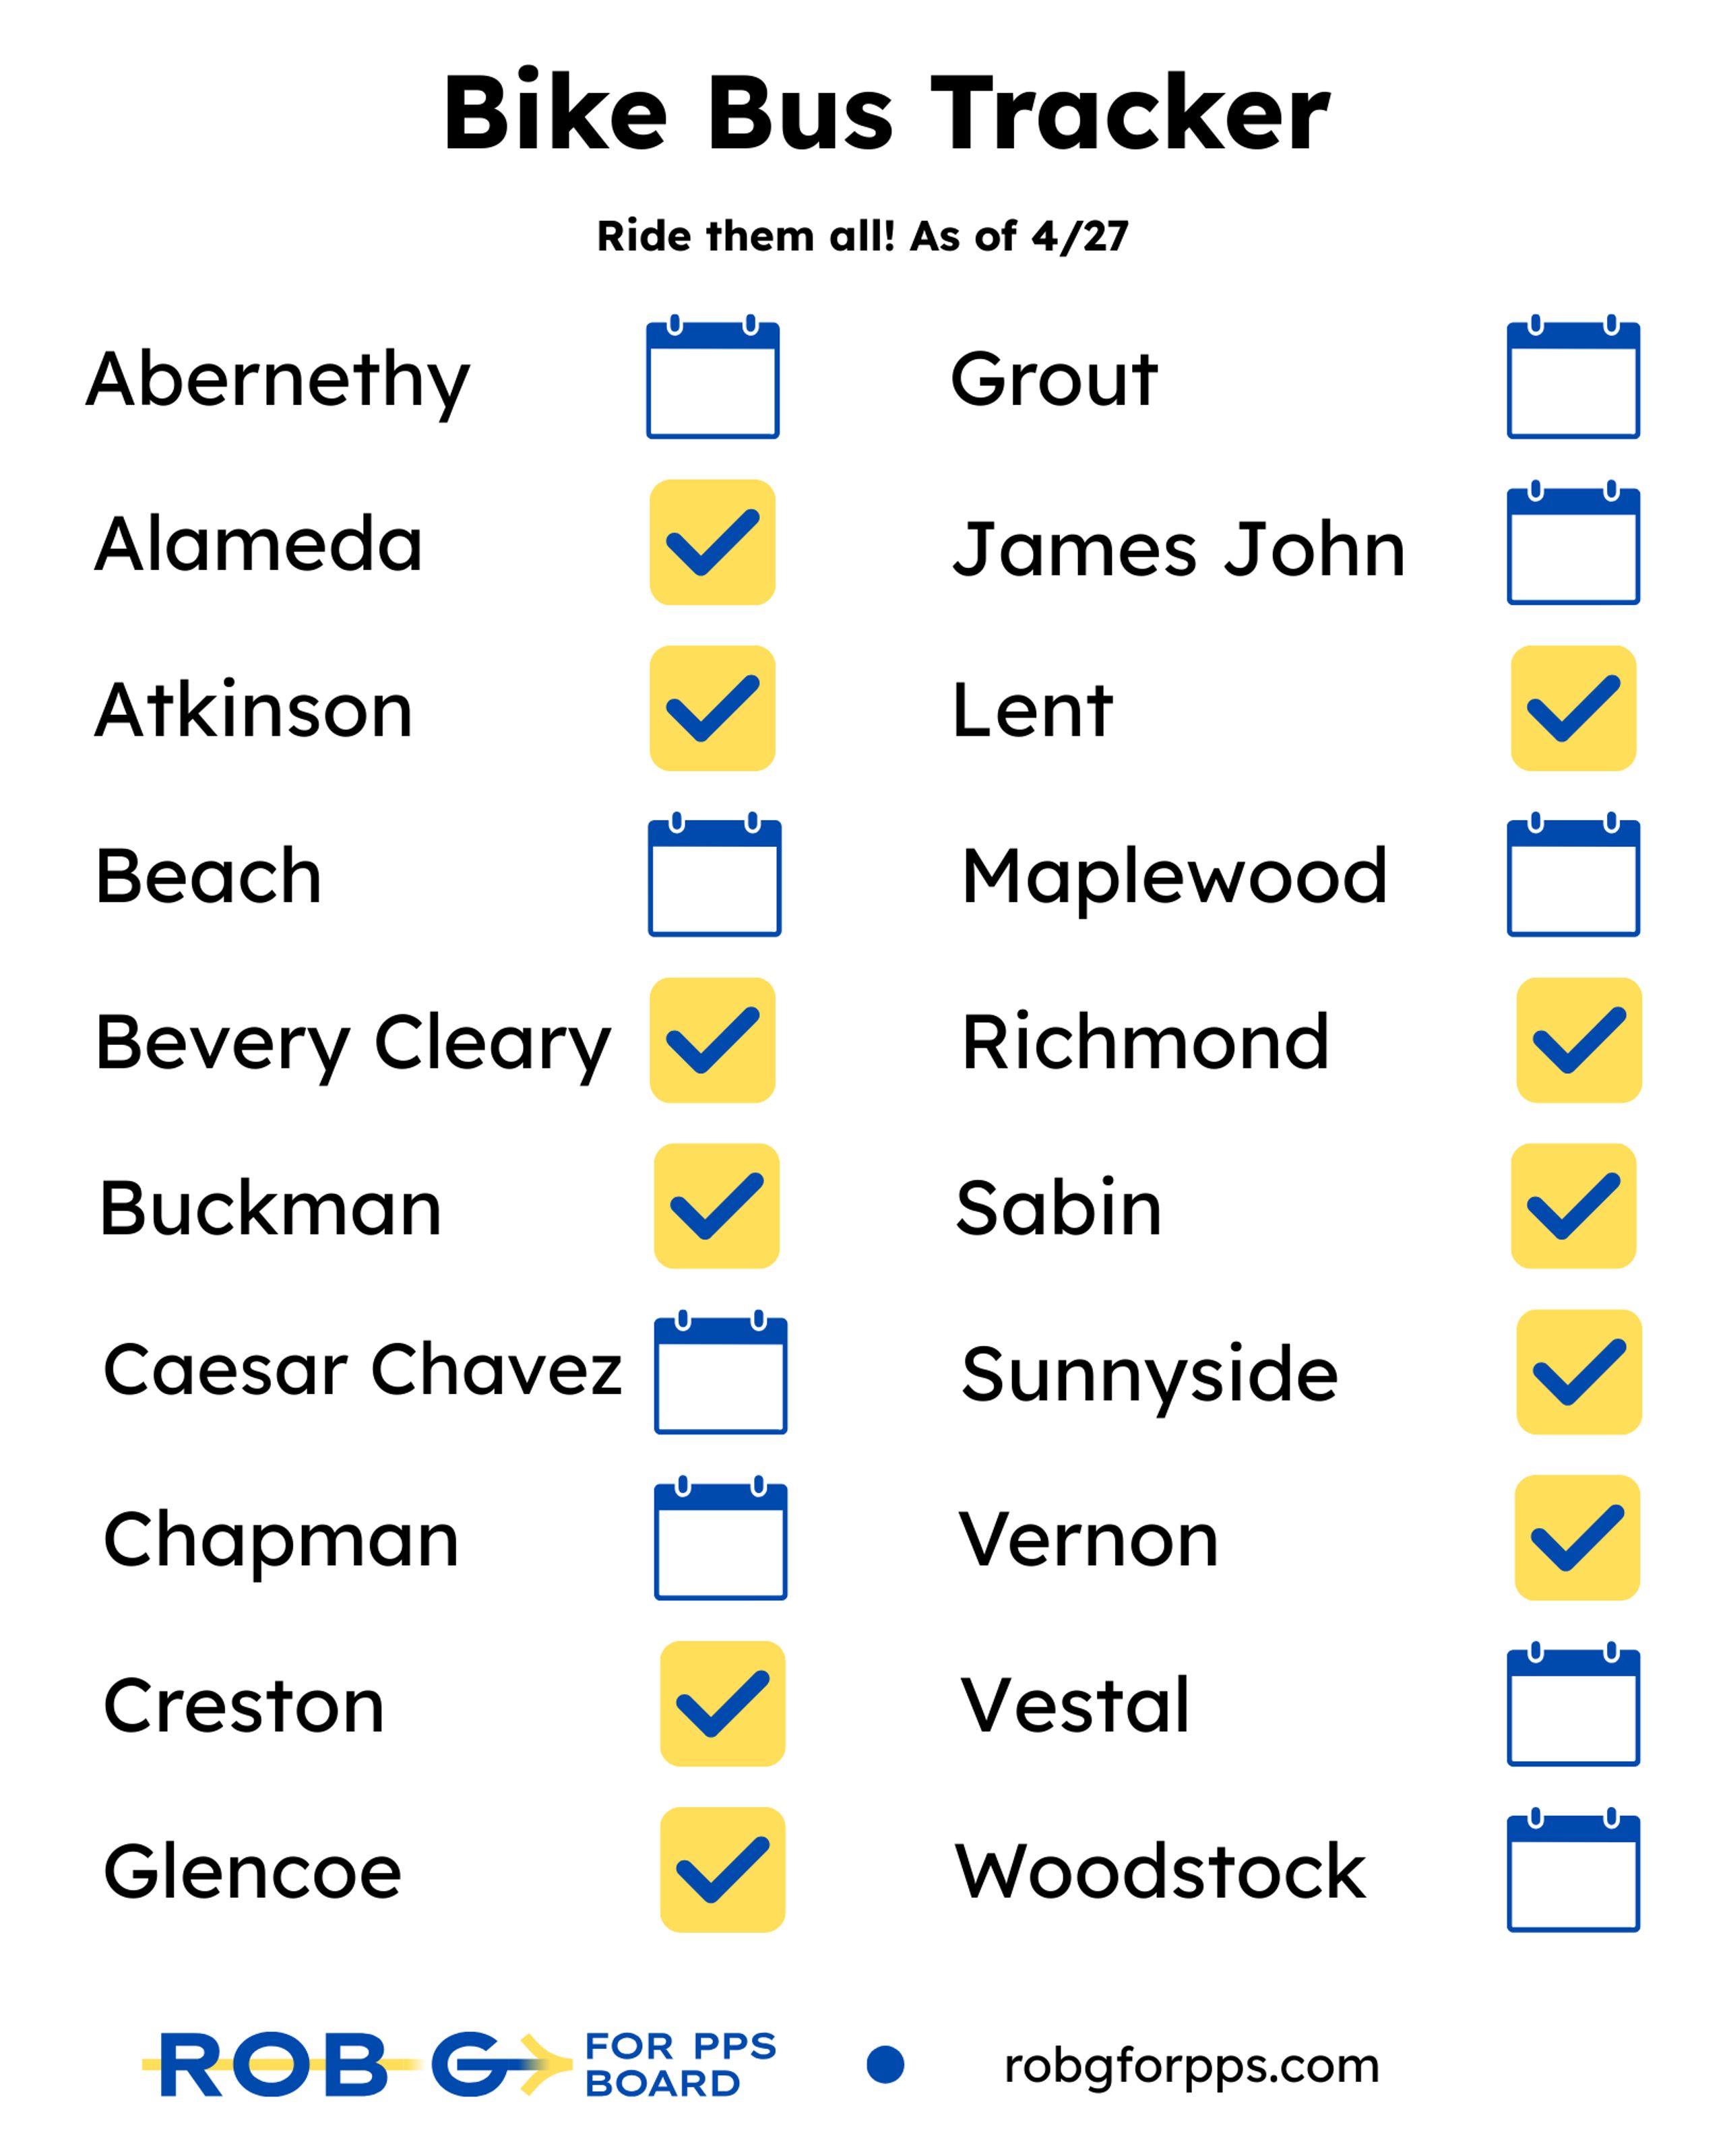 Bike Bus Tracker
Ride them all! As of 4/27
Abernethy
Alameda
Atkinson
Beach
Bevery Cleary
Buckman
Caesar Chavez
Chapman
Creston
Glencoe
Grout
James John
Lent
Maplewood
Richmond
Sabin
Sunnyside
Vernon
Vestal
Woodstock
ROB G
FOR PPS
BOARD
robgforpps.com